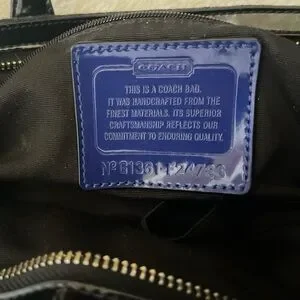 COACH
THIS IS A COACH BAG.
IT WAS HANDCRAFTED FROM THE
FINEST MATERIALS. ITS SUPERIOR
CRAFTSMANSHIP REFLECTS OUR
COMMITMENT TO ENDURING QUALITY.
Nº